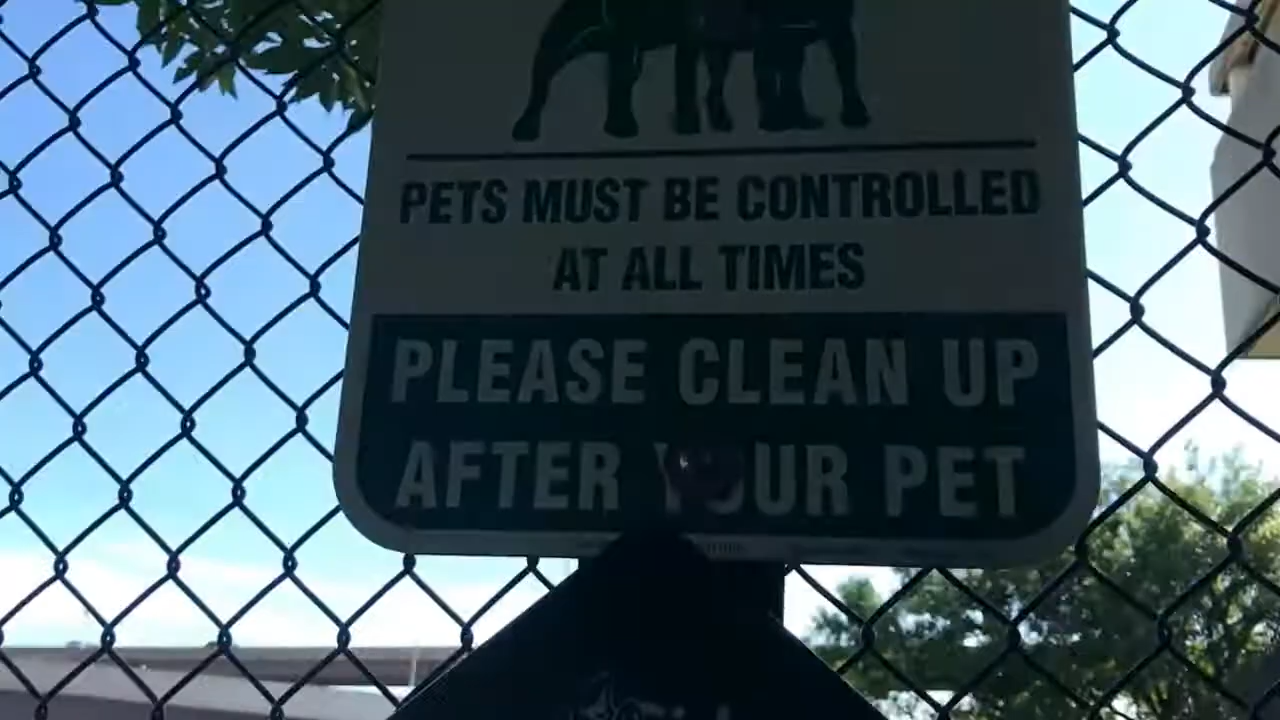 PETS MUST BE CONTROLLED
AT ALL TIMES
PLEASE CLEAN UP
AFTER YOUR PET